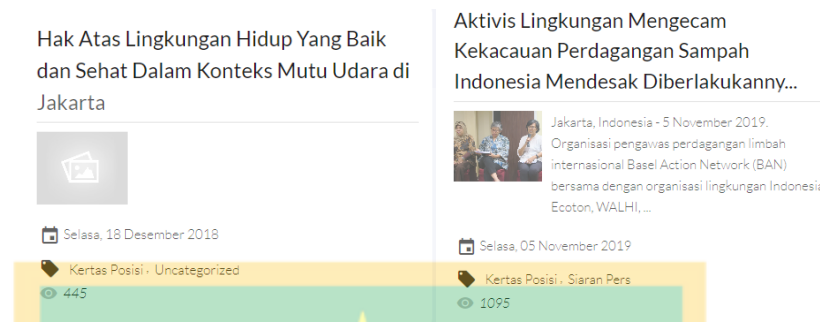 Hak Atas Lingkungan Hidup Yang Baik
dan Sehat Dalam Konteks Mutu Udara di
Jakarta
Selasa, 18 Desember 2018
Kertas Posisi, Uncategorized
445
Aktivis Lingkungan Mengecam
Kekacauan Perdagangan Sampah
Indonesia Mendesak Diberlakukanny...
Jakarta, Indonesia - 5 November 2019.
Organisasi pengawas perdagangan limbah
internasional Basel Action Network (BAN)
bersama dengan organisasi lingkungan Indonesia
Ecoton, WALHI, ...
Selasa, 05 November 2019
Kertas Posisi, Siaran Pers
1095